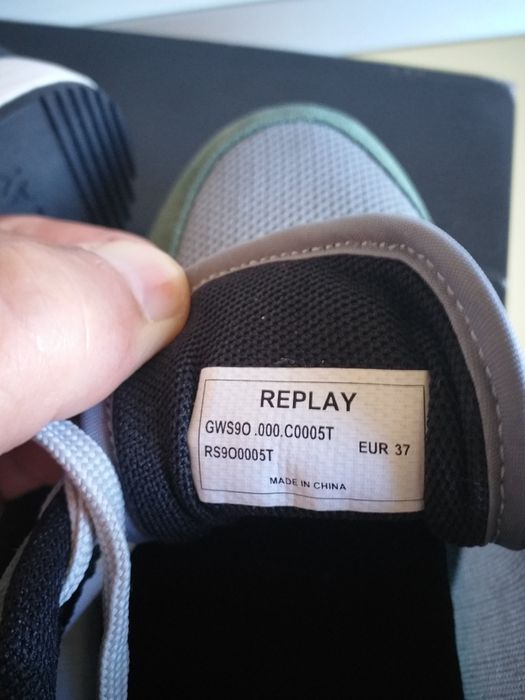 REPLAY
GWS9O .000.C0005T
RS9O0005T EUR 37
MADE IN CHINA